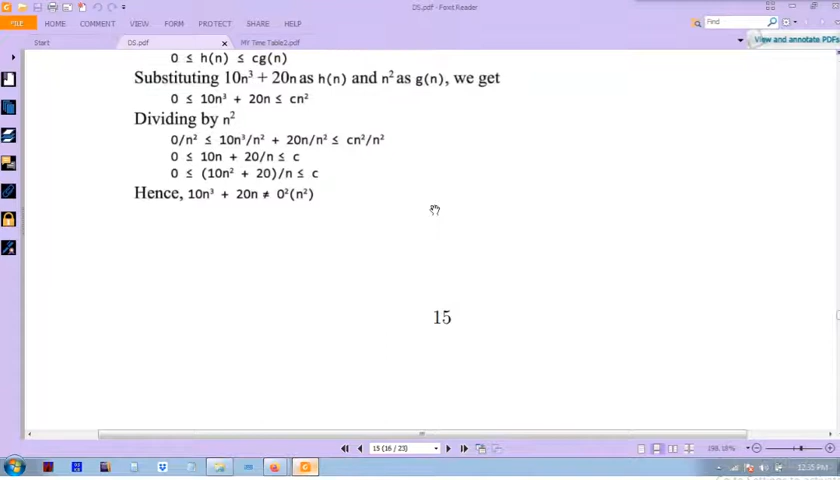 DS.pdf - Foxit Reader
FILE HOME COMMENT VIEW FORM PROTECT SHARE HELP
Find
Start DS.pdf MY Time Table2.pdf
View and annotate PDFs
0 ≤ h(n) ≤ cg(n)
Substituting 10n³ + 20n as h(n) and n² as g(n), we get
0 ≤ 10n³ + 20n ≤ cn²
Dividing by n²
0/n² ≤ 10n³/n² + 20n/n² ≤ cn²/n²
0 ≤ 10n + 20/n ≤ c
0 ≤ (10n² + 20)/n ≤ c
Hence, 10n³ + 20n ≠ O²(n²)
15
15 (16 / 23)
12:35 PM